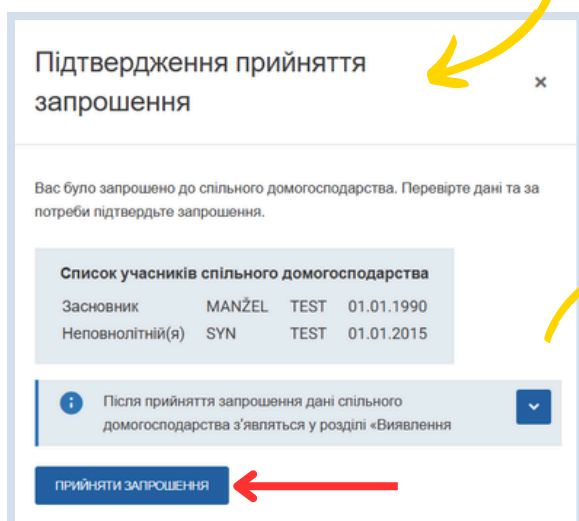 Підтвердження прийняття
запрошення
×
Вас було запрошено до спільного домогосподарства. Перевірте дані та за
потреби підтвердьте запрошення.
Список учасників спільного домогосподарства
Засновник MANŽEL TEST 01.01.1990
Неповнолітній(я) SYN TEST 01.01.2015
Після прийняття запрошення дані спільного
домогосподарства з'являться у розділі «Виявлення
ПРИЙНЯТИ ЗАПРОШЕННЯ